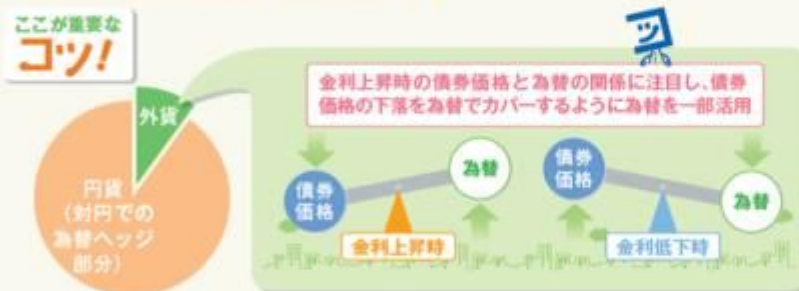 ここが重要な
コツ!
ツ
金利上昇時の債券価格と為替の関係に注目し、債券
価格の下落を為替でカバーするように為替を一部活用
外貨
円貨
(対円での
為替ヘッジ
部分)
債券
価格
為替
金利上昇時
債券
価格
為替
金利低下時